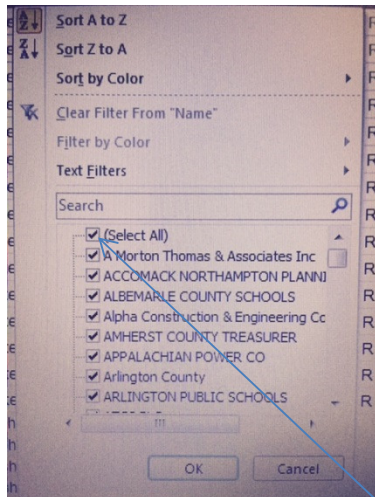 Sort A to Z
Sort Z to A
Sort by Color
Clear Filter From "Name"
Filter by Color
Text Filters
Search
(Select All)
A Morton Thomas & Associates Inc
ACCOMACK NORTHAMPTON PLANNI
ALBEMARLE COUNTY SCHOOLS
Alpha Construction & Engineering Cc
AMHERST COUNTY TREASURER
APPALACHIAN POWER CO
Arlington County
ARLINGTON PUBLIC SCHOOLS
OK Cancel